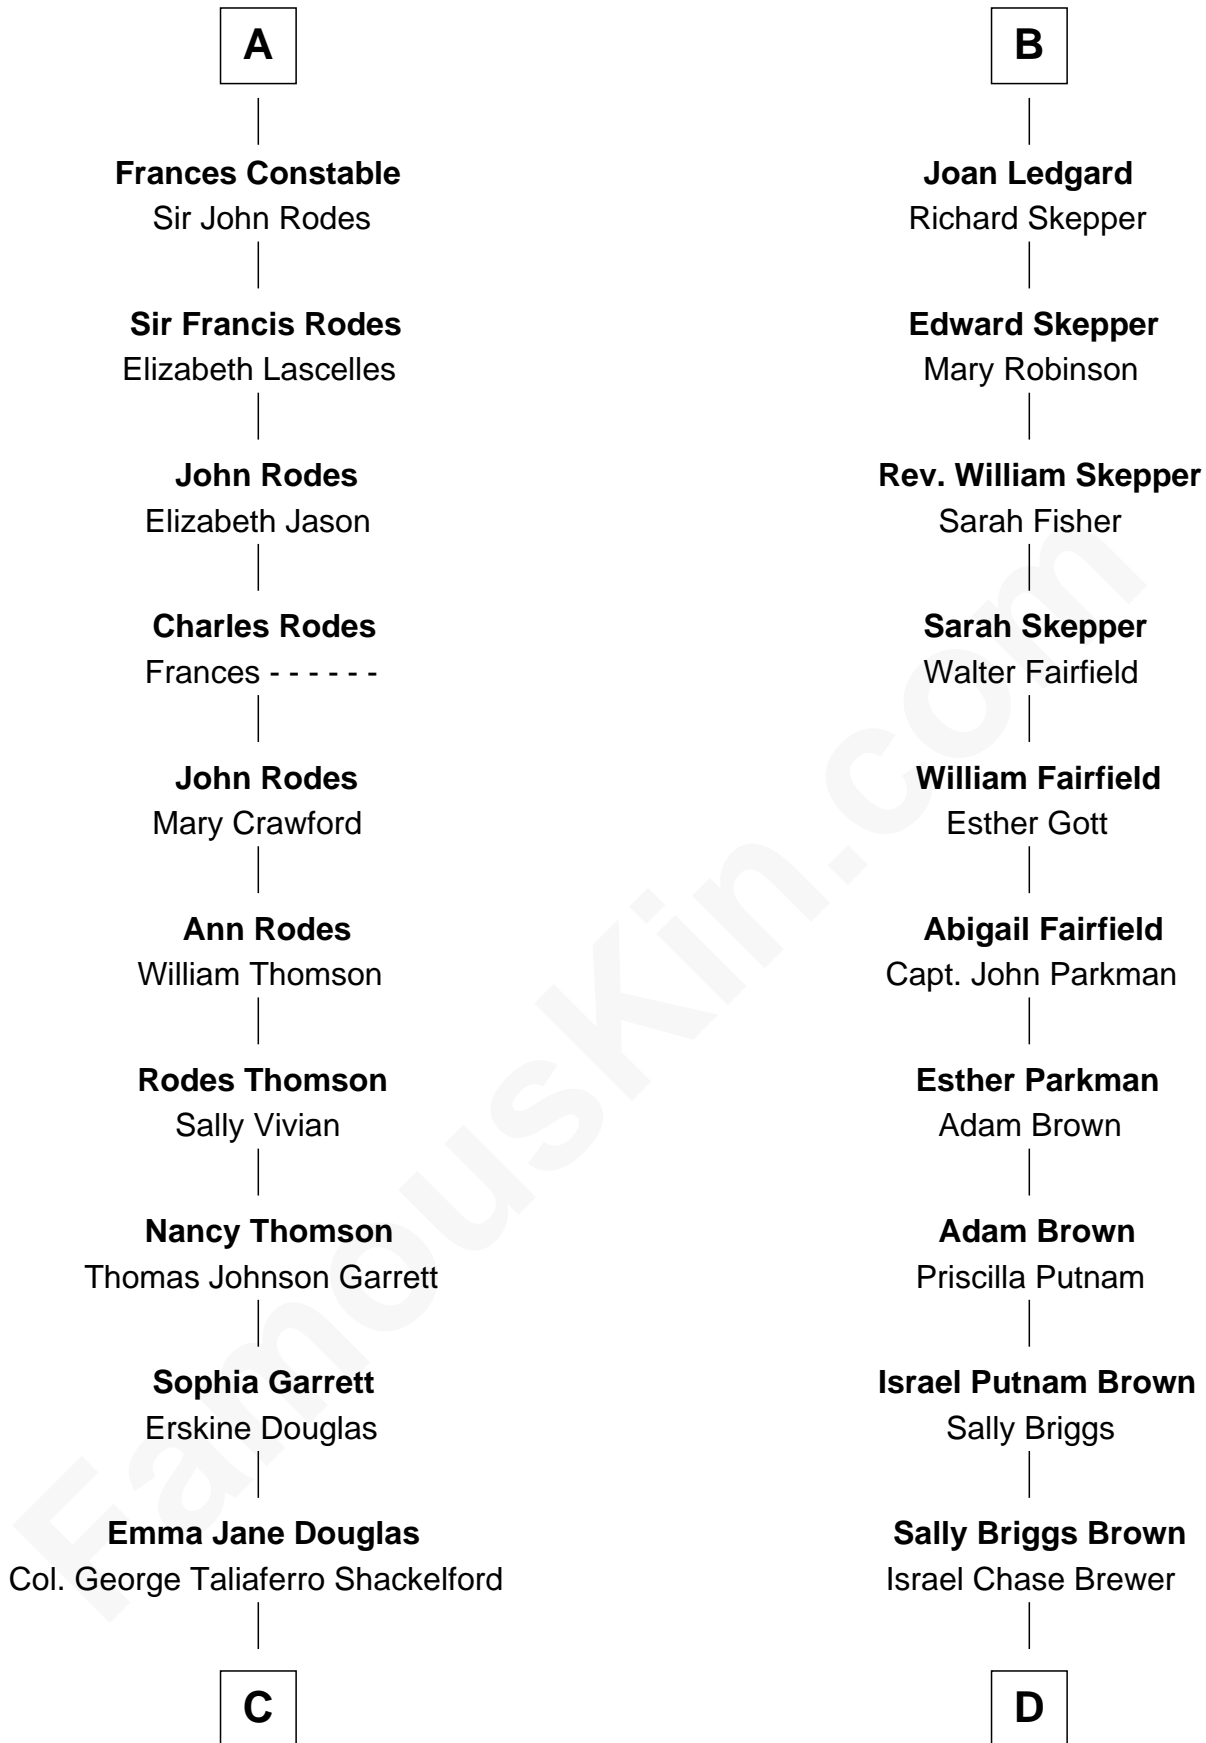 A
Frances Constable
Sir John Rodes
Sir Francis Rodes
Elizabeth Lascelles
John Rodes
Elizabeth Jason
Charles Rodes
Frances - - - - - -
John Rodes
Mary Crawford
Ann Rodes
William Thomson
Rodes Thomson
Sally Vivian
Nancy Thomson
Thomas Johnson Garrett
Sophia Garrett
Erskine Douglas
Emma Jane Douglas
Col. George Taliaferro Shackelford
C
B
Joan Ledgard
Richard Skepper
Edward Skepper
Mary Robinson
Rev. William Skepper
Sarah Fisher
Sarah Skepper
Walter Fairfield
William Fairfield
Esther Gott
Abigail Fairfield
Capt. John Parkman
Esther Parkman
Adam Brown
Adam Brown
Priscilla Putnam
Israel Putnam Brown
Sally Briggs
Sally Briggs Brown
Israel Chase Brewer
D
FamousKin.com